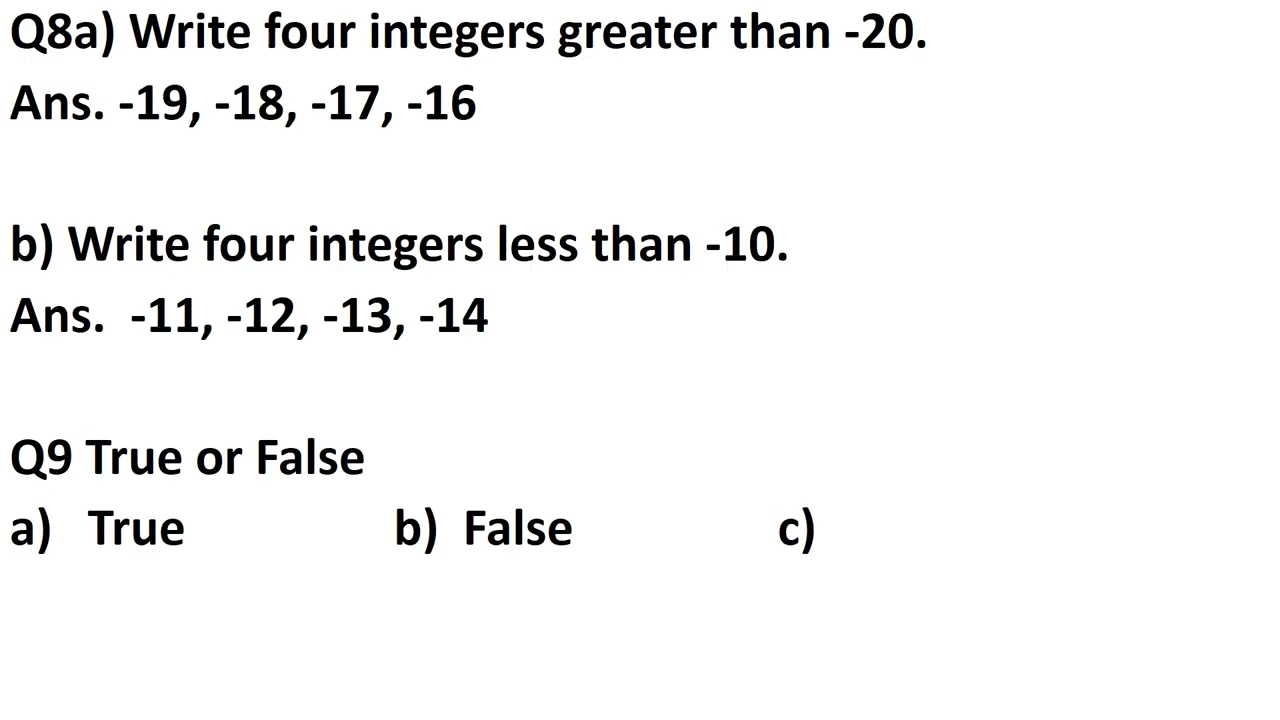 Q8a) Write four integers greater than -20.
Ans. -19, -18, -17, -16
b) Write four integers less than -10.
Ans. -11, -12, -13, -14
Q9 True or False
a) True b) False c)